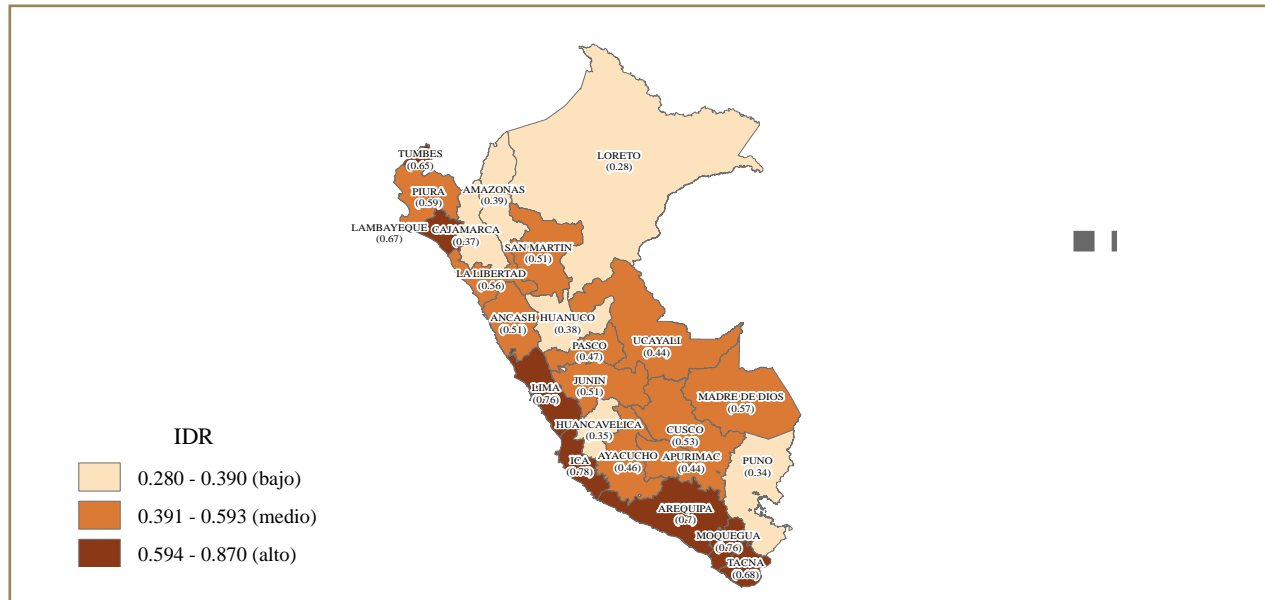 LORETO
(0.28)
TUMBES
(0.65)
PIURA
(0.59)
AMAZONAS
(0.39)
LAMBAYEQUE
(0.67)
CAJAMARCA
(0.37)
SAN MARTIN
(0.51)
LA LIBERTAD
(0.56)
ANCASH
(0.51)
HUANUCO
(0.38)
UCAYALI
(0.44)
PASCO
(0.47)
LIMA
(0.76)
JUNIN
(0.51)
MADRE DE DIOS
(0.57)
HUANCAVELICA
(0.35)
CUSCO
(0.53)
ICA
(0.78)
AYACUCHO
(0.46)
APURIMAC
(0.44)
PUNO
(0.34)
AREQUIPA
(0.7)
MOQUEGUA
(0.76)
TACNA
(0.68)
IDR
0.280 - 0.390 (bajo)
0.391 - 0.593 (medio)
0.594 - 0.870 (alto)